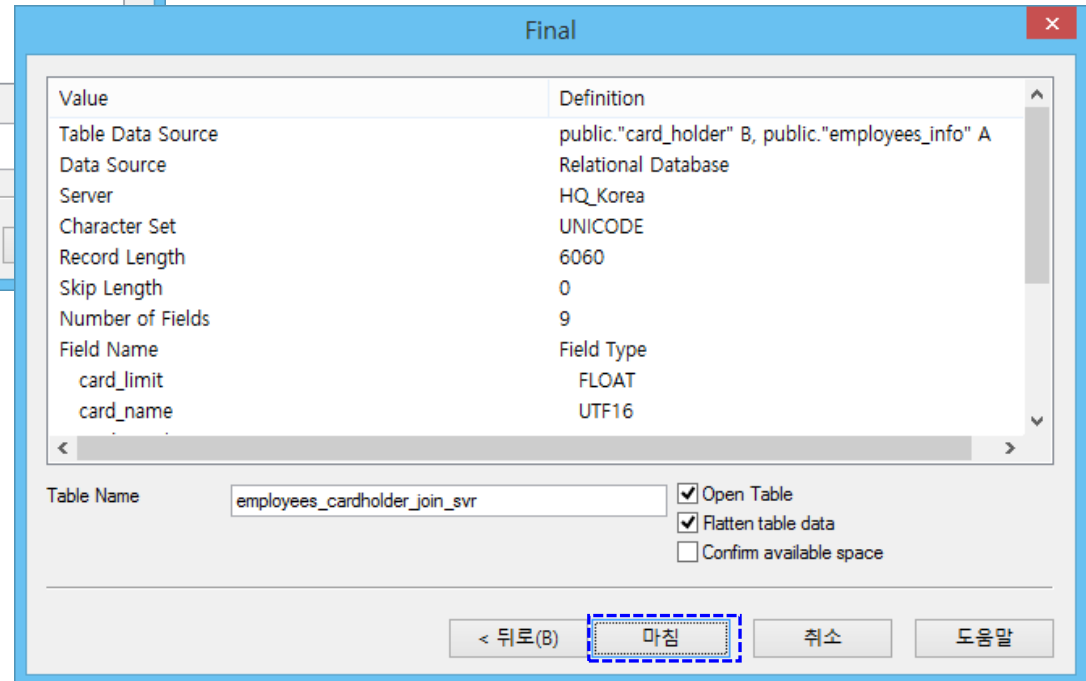 Final
Value Definition
Table Data Source public."card_holder" B, public."employees_info" A
Data Source Relational Database
Server HQ_Korea
Character Set UNICODE
Record Length 6060
Skip Length 0
Number of Fields 9
Field Name Field Type
card_limit FLOAT
card_name UTF16
Table Name employees_cardholder_join_svr
Open Table
Flatten table data
Confirm available space
< 뒤로(B) 마침 취소 도움말